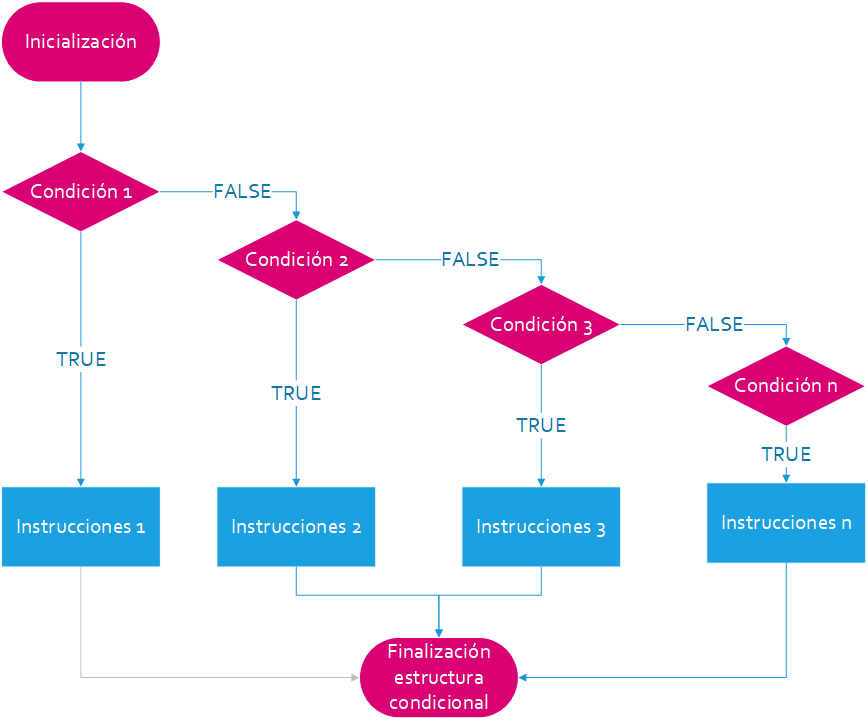 Inicialización
Condición 1
FALSE
Condición 2
FALSE
Condición 3
FALSE
Condición n
TRUE
TRUE
TRUE
TRUE
Instrucciones 1
Instrucciones 2
Instrucciones 3
Instrucciones n
Finalización
estructura
condicional